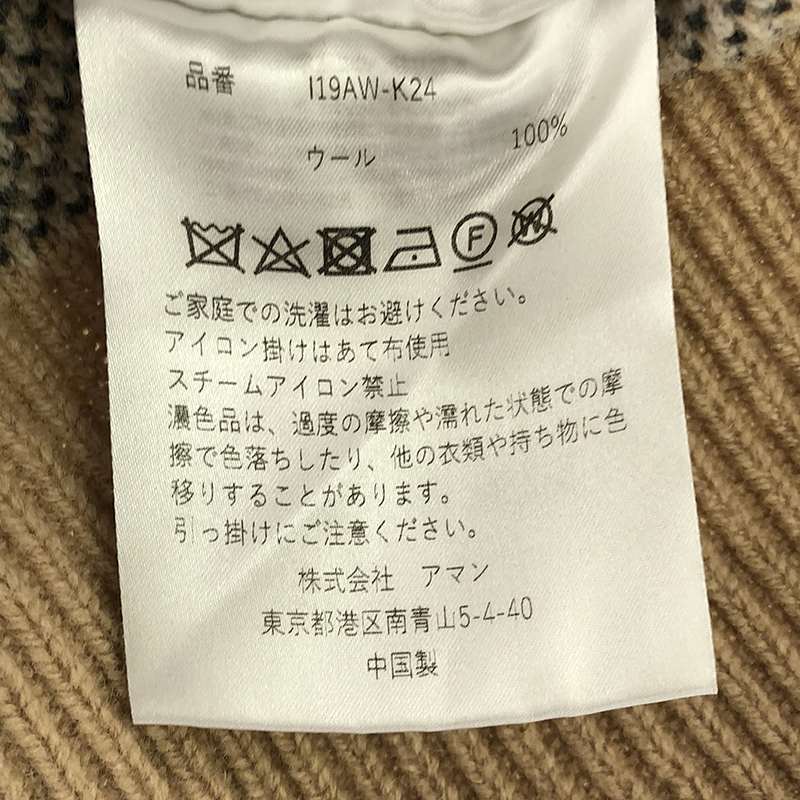 品番 I19AW-K24
ウール 100%
F W
ご家庭での洗濯はお避けください。
アイロン掛けはあて布使用
スチームアイロン禁止
濃色品は、過度の摩擦や濡れた状態での摩
擦で色落ちしたり、他の衣類や持ち物に色
移りすることがあります。
引っ掛けにご注意ください。
株式会社 アマン
東京都港区南青山5-4-40
中国製